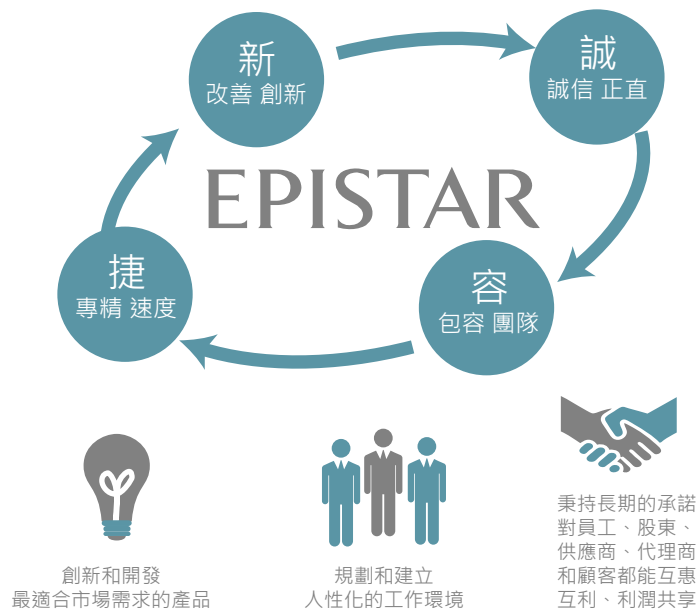 新
改善 創新
誠
誠信 正直
EPISTAR
捷
專精 速度
容
包容 團隊
創新和開發
最適合市場需求的產品
規劃和建立
人性化的工作環境
秉持長期的承諾
對員工、股東、
供應商、代理商
和顧客都能互惠
互利、利潤共享